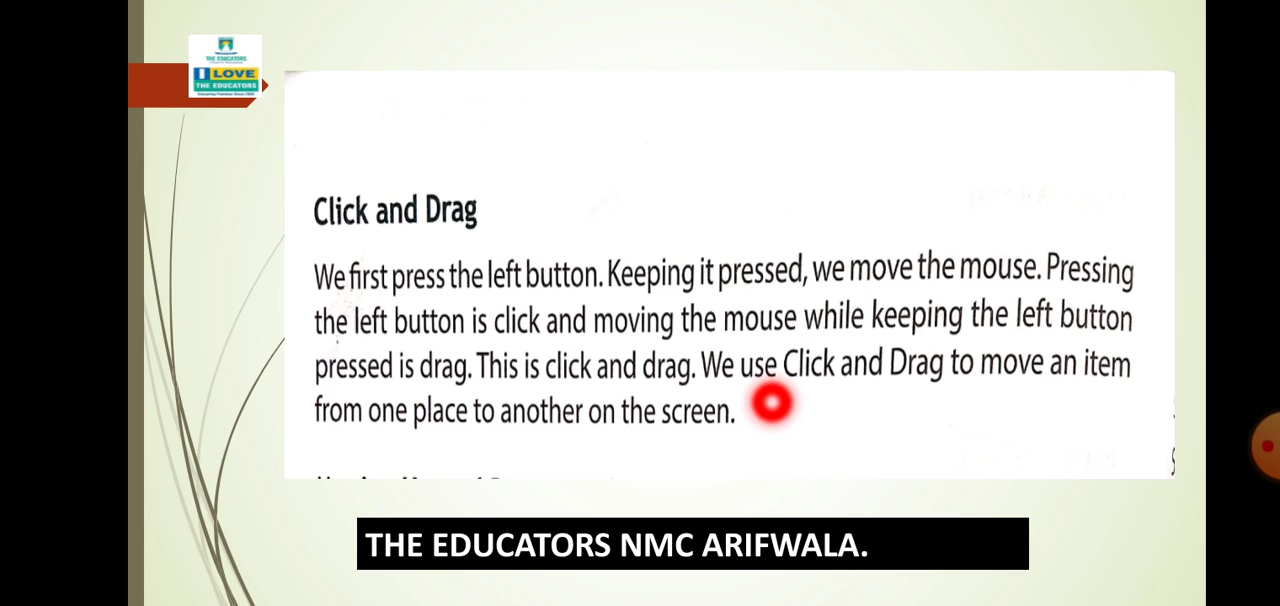 THE EDUCATORS
I LOVE
THE EDUCATORS
Click and Drag
We first press the left button. Keeping it pressed, we move the mouse. Pressing
the left button is click and moving the mouse while keeping the left button
pressed is drag. This is click and drag. We use Click and Drag to move an item
from one place to another on the screen.
THE EDUCATORS NMC ARIFWALA.